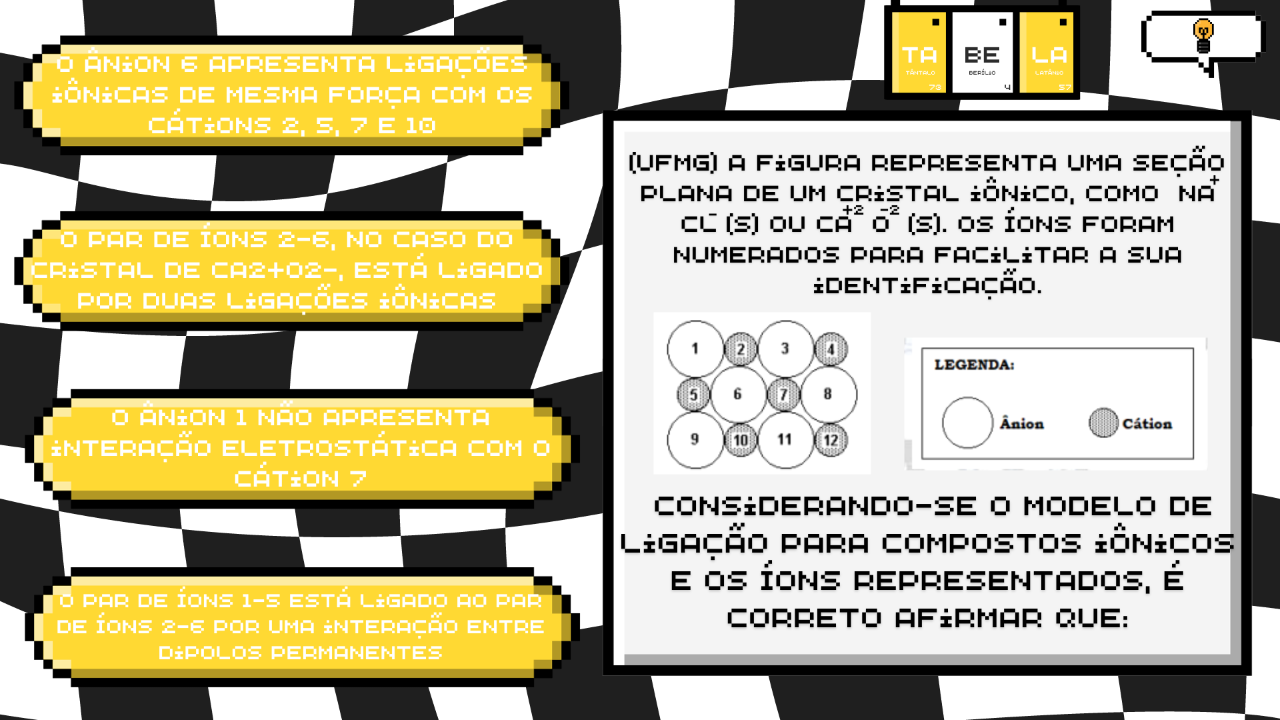 O ÂNION 6 APRESENTA LIGAÇÕES
IÔNICAS DE MESMA FORÇA COM OS
CÁTIONS 2, 5, 7 E 10
O PAR DE ÍONS 2-6, NO CASO DO
CRISTAL DE CA2+O2-, ESTÁ LIGADO
POR DUAS LIGAÇÕES IÔNICAS
O ÂNION 1 NÃO APRESENTA
INTERAÇÃO ELETROSTÁTICA COM O
CÁTION 7
O PAR DE ÍONS 1-5 ESTÁ LIGADO AO PAR
DE ÍONS 2-6 POR UMA INTERAÇÃO ENTRE
DIPOLOS PERMANENTES
TA BE LA
TÂNTALO BERÍLIO LATÂNIO
73 4 57
(UFMG) A FIGURA REPRESENTA UMA SEÇÃO
PLANA DE UM CRISTAL IÔNICO, COMO NA+
CL- (S) OU CA+2 O-2 (S). OS ÍONS FORAM
NUMERADOS PARA FACILITAR A SUA
IDENTIFICAÇÃO.
1 2 3 4
5 6 7 8
9 10 11 12
LEGENDA:
Ânion Cátion
CONSIDERANDO-SE O MODELO DE
LIGAÇÃO PARA COMPOSTOS IÔNICOS
E OS ÍONS REPRESENTADOS, É
CORRETO AFIRMAR QUE: